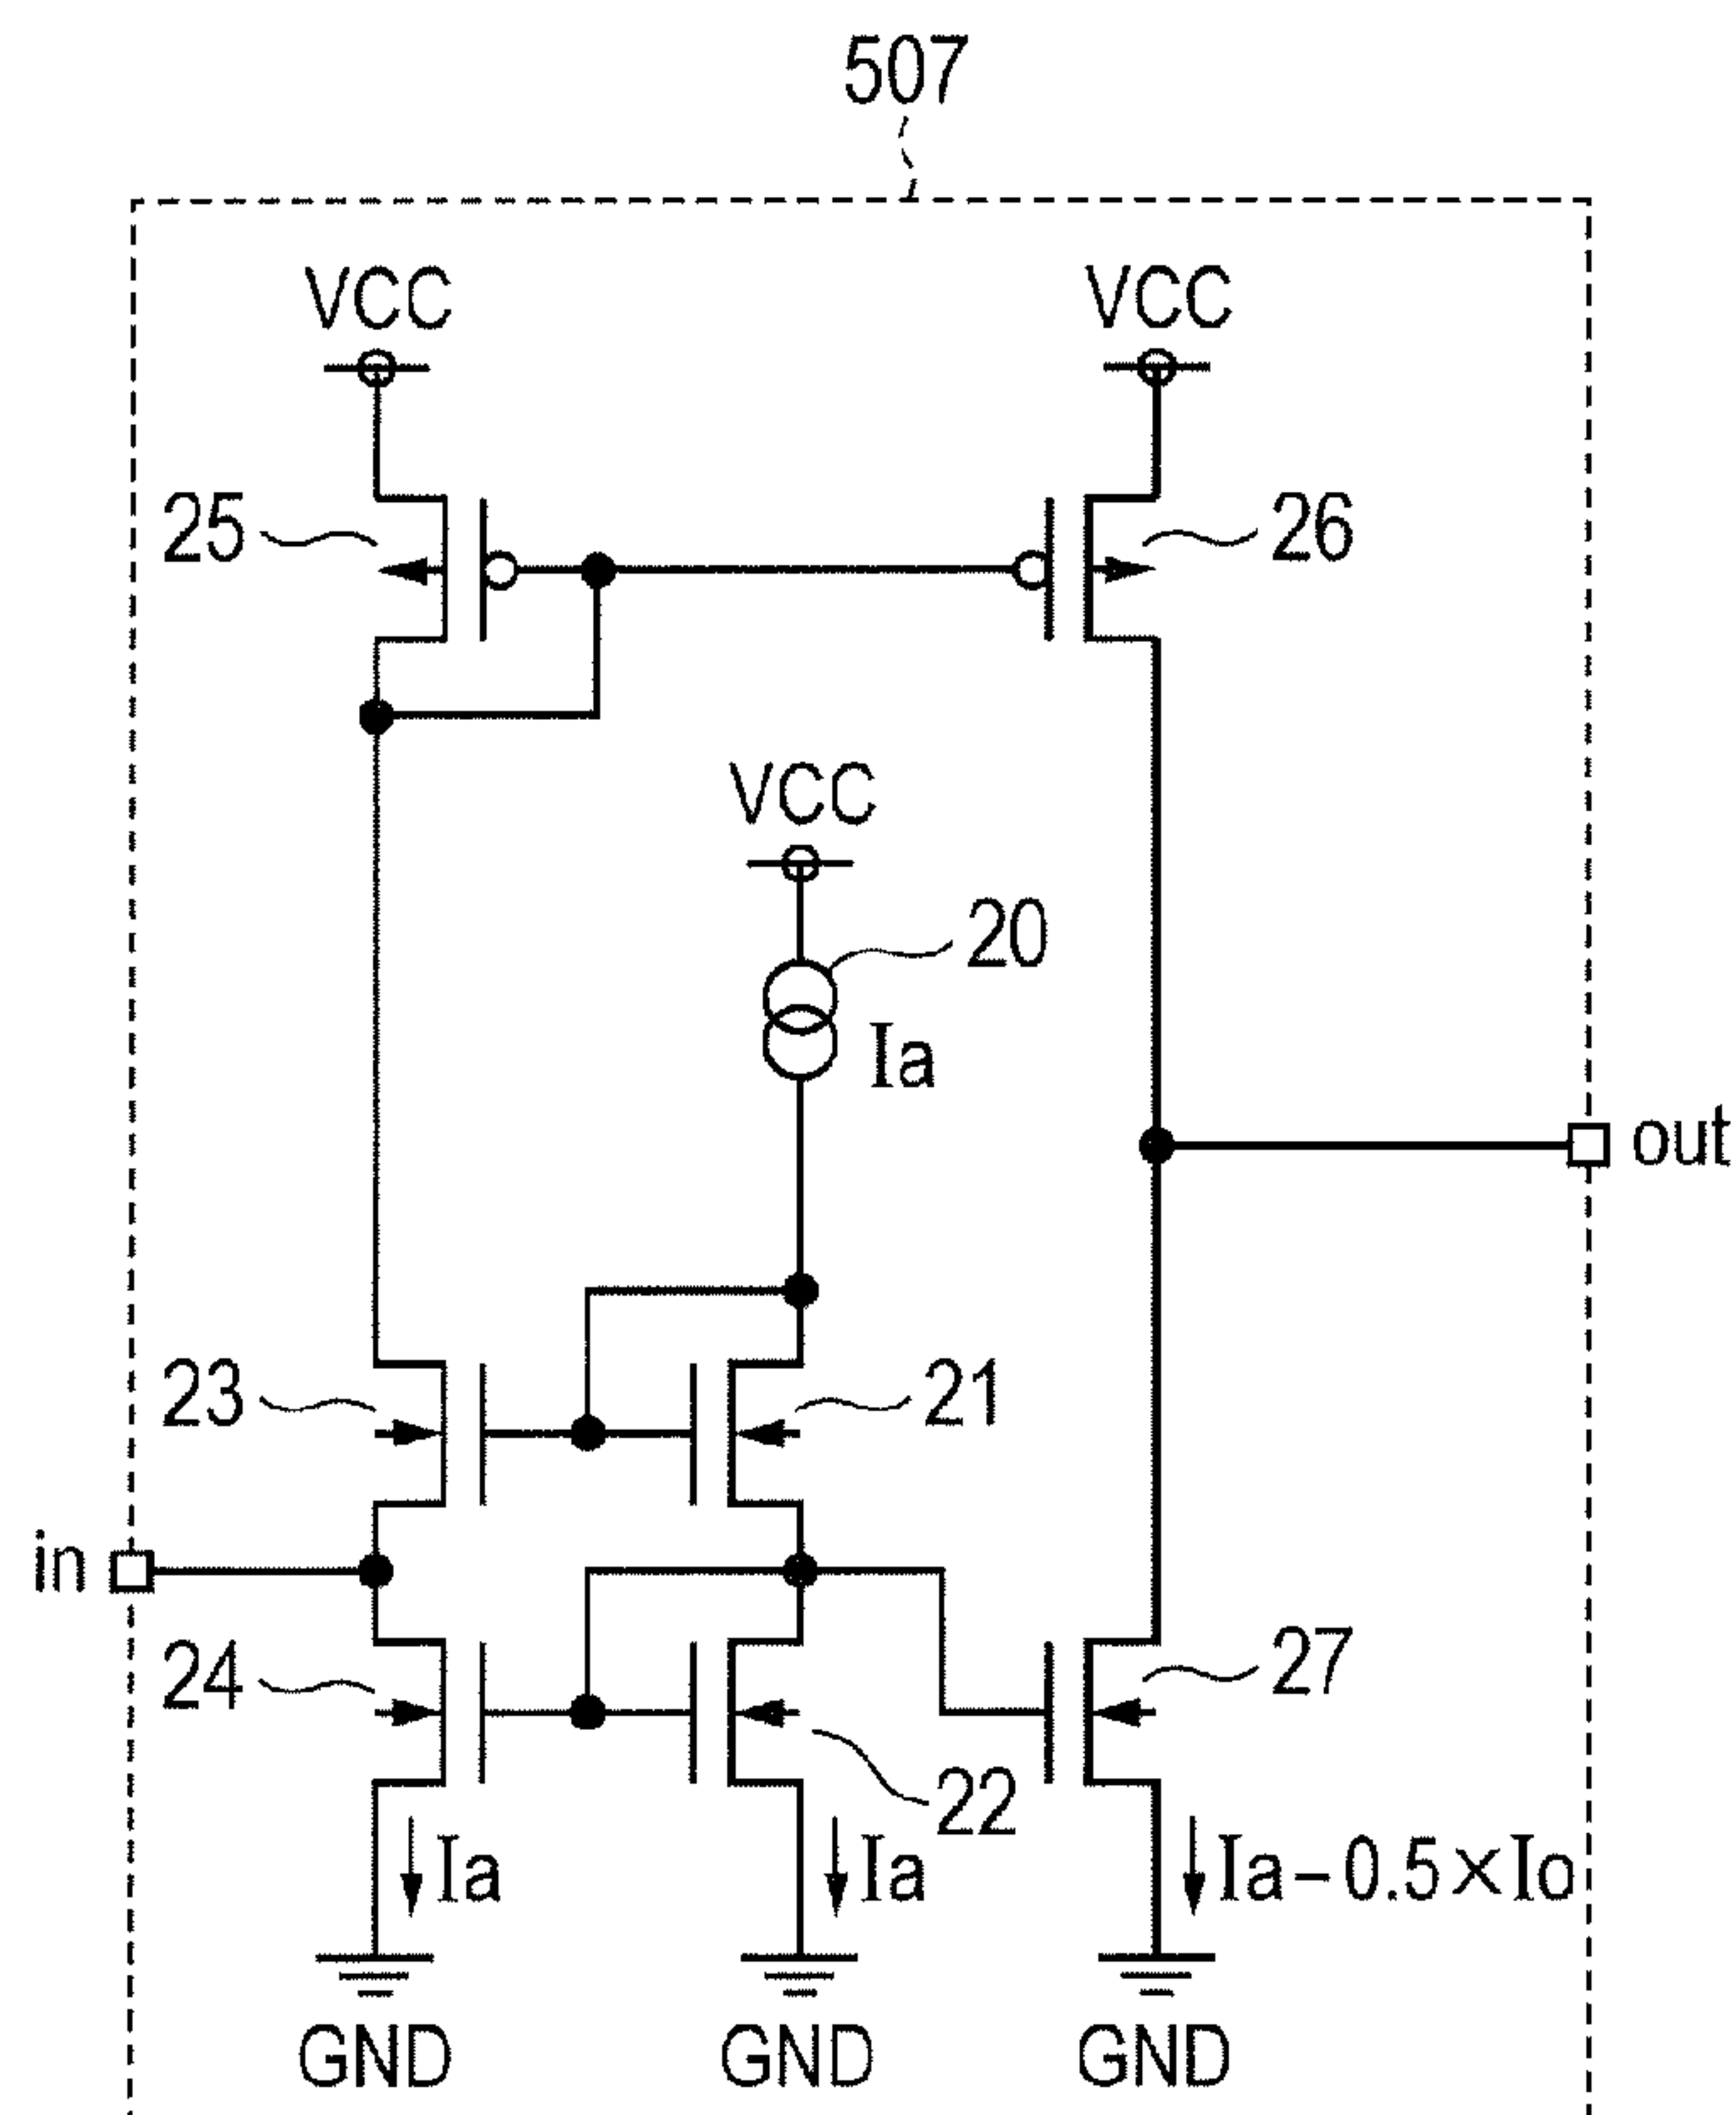 507
VCC
VCC
25
26
VCC
20
Ia
out
23
21
in
24
27
22
Ia
Ia
Ia-0.5×Io
GND
GND
GND